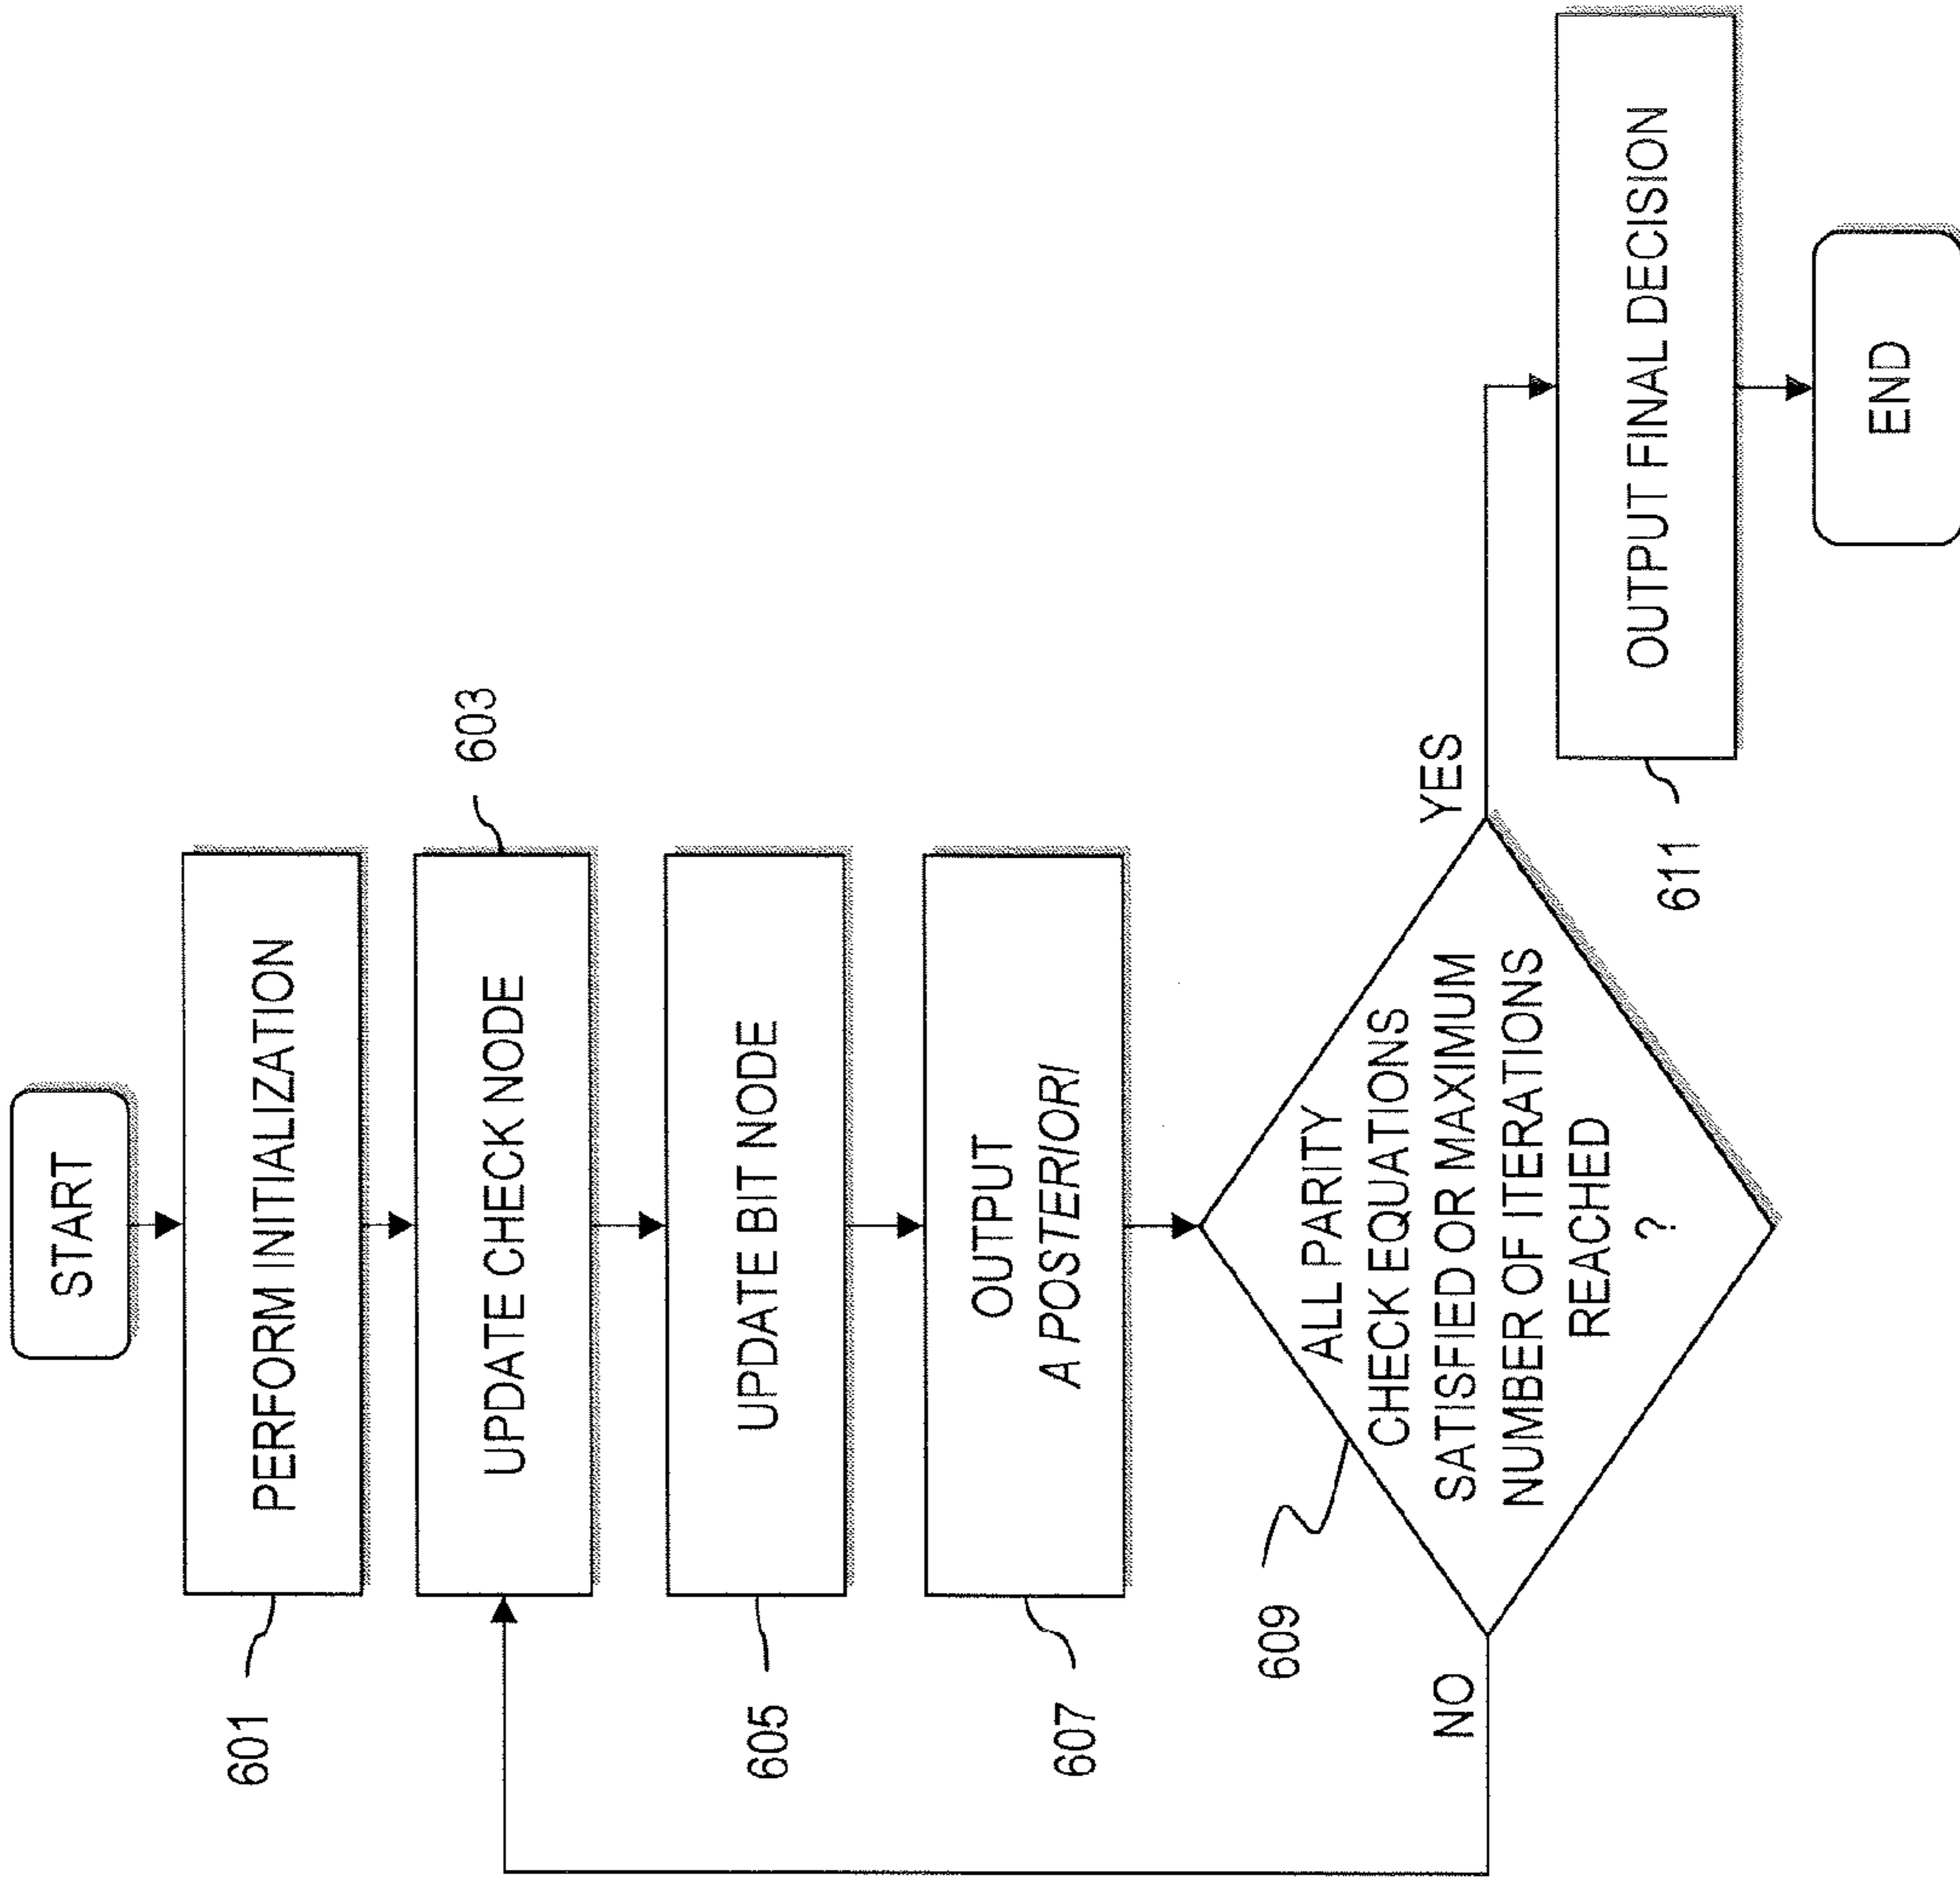 START
PERFORM INITIALIZATION
601
UPDATE CHECK NODE
603
UPDATE BIT NODE
605
OUTPUT
A POSTERIORI
607
ALL PARITY
CHECK EQUATIONS
SATISFIED OR MAXIMUM
NUMBER OF ITERATIONS
REACHED
?
609
NO
YES
OUTPUT FINAL DECISION
611
END